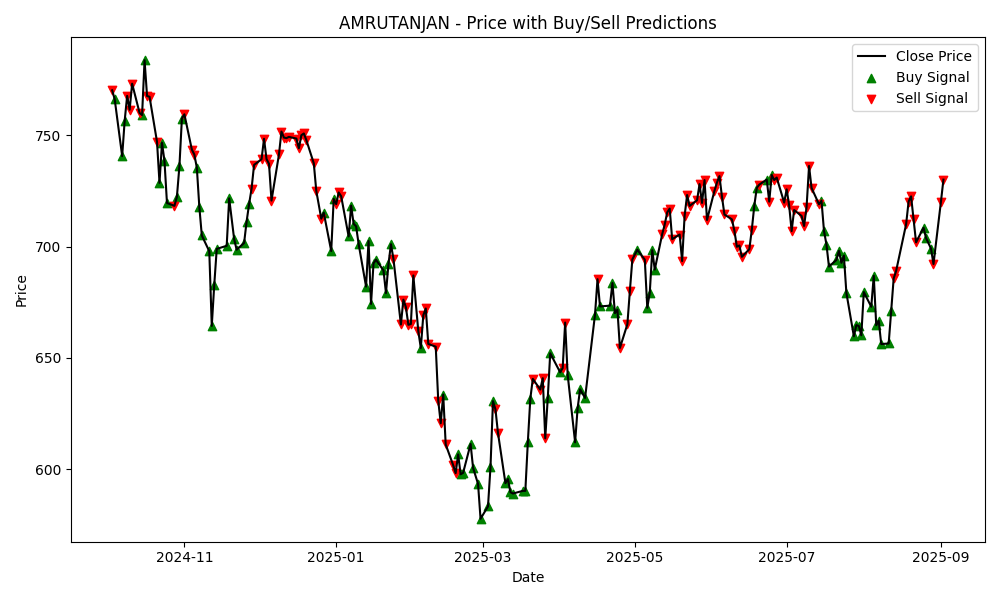 AMRUTANJAN - Price with Buy/Sell Predictions
Close Price
Buy Signal
Sell Signal
Price
750
700
650
600
2024-11
2025-01
2025-03
2025-05
2025-07
2025-09
Date